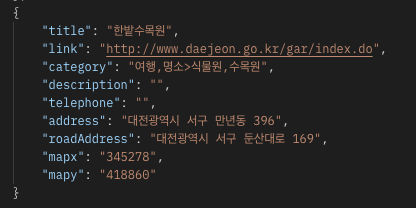 {
"title": "한밭수목원",
"link": "http://www.daejeon.go.kr/gar/index.do",
"category": "여행,명소>식물원,수목원",
"description": "",
"telephone": "",
"address": "대전광역시 서구 만년동 396",
"roadAddress": "대전광역시 서구 둔산대로 169",
"mapx": "345278",
"mapy": "418860"
}